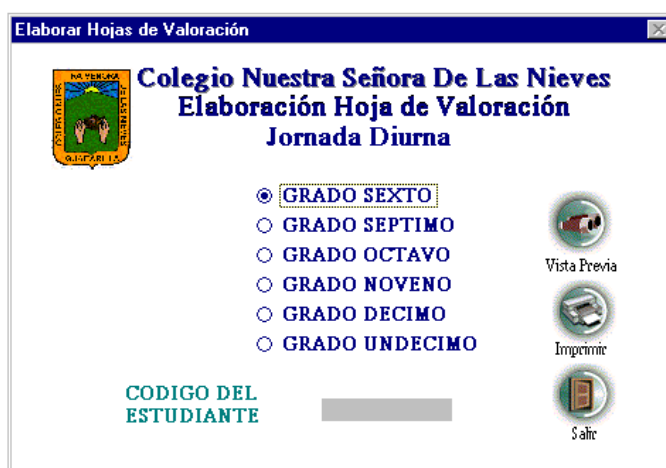 Elaborar Hojas de Valoración
Colegio Nuestra Señora De Las Nieves
Elaboración Hoja de Valoración
Jornada Diurna
GRADO SEXTO
GRADO SEPTIMO
GRADO OCTAVO
GRADO NOVENO
GRADO DECIMO
GRADO UNDECIMO
Vista Previa
Imprimir
CODIGO DEL
ESTUDIANTE
Salir